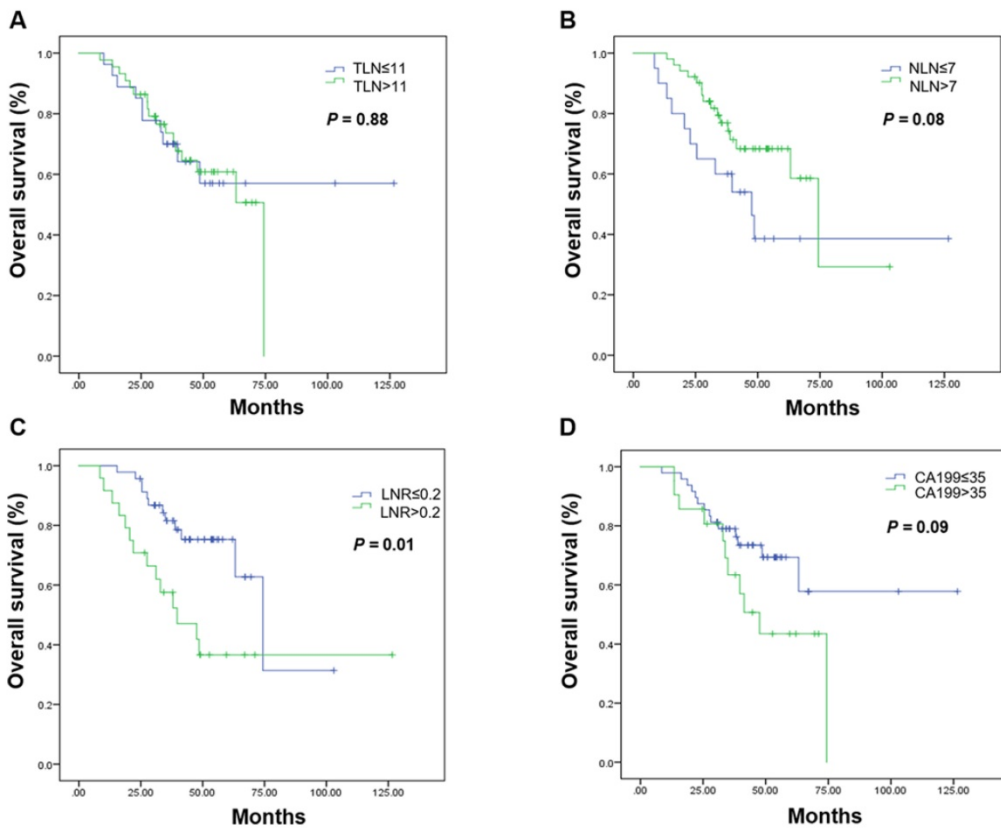 A
Overall survival (%)
1.0
0.8
0.6
0.4
0.2
0.0
TLN≤11
TLN>11
P = 0.88
.00 25.00 50.00 75.00 100.00 125.00
Months
B
Overall survival (%)
1.0
0.8
0.6
0.4
0.2
0.0
NLN≤7
NLN>7
P = 0.08
.00 25.00 50.00 75.00 100.00 125.00
Months
C
Overall survival (%)
1.0
0.8
0.6
0.4
0.2
0.0
LNR≤0.2
LNR>0.2
P = 0.01
.00 25.00 50.00 75.00 100.00 125.00
Months
D
Overall survival (%)
1.0
0.8
0.6
0.4
0.2
0.0
CA199≤35
CA199>35
P = 0.09
.00 25.00 50.00 75.00 100.00 125.00
Months